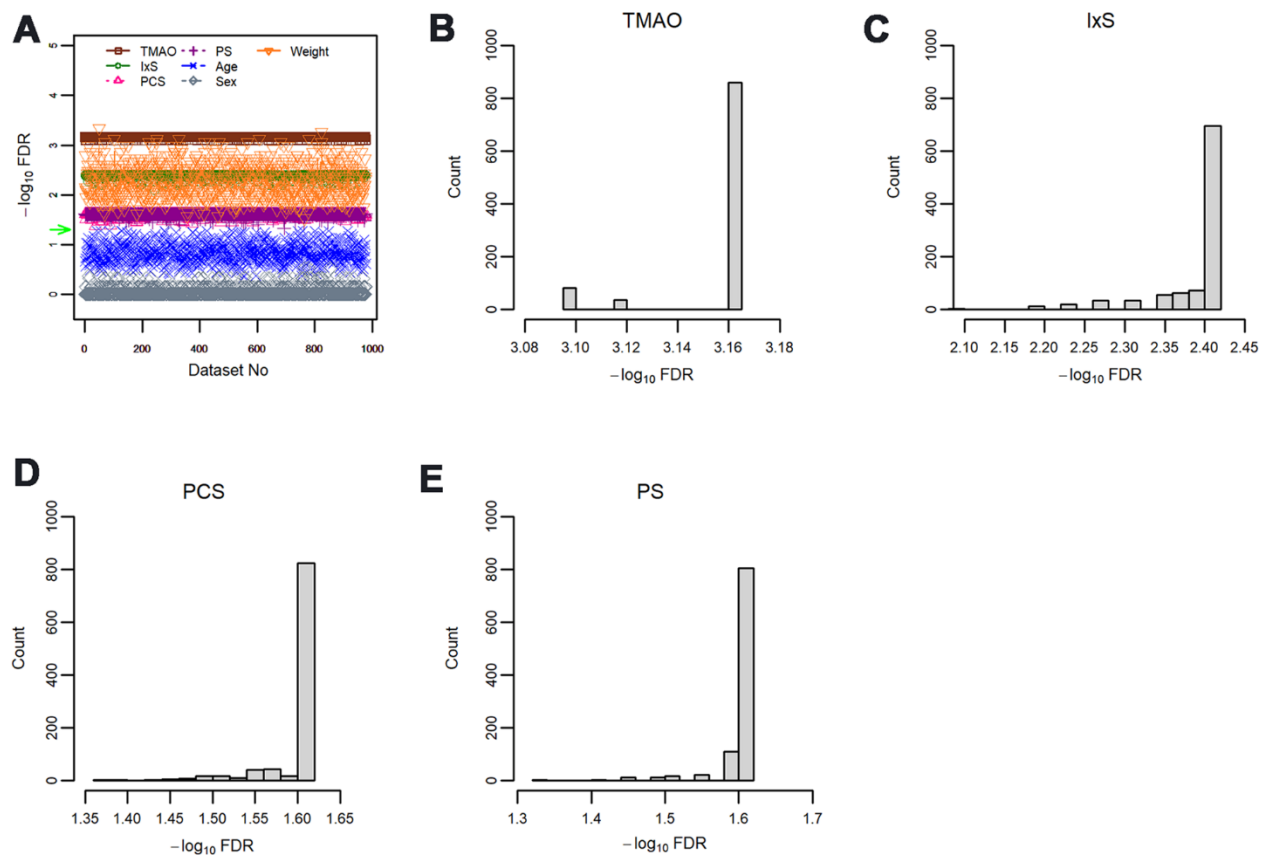 A
TMAO
PS
Weight
IxS
Age
PCS
Sex
−log10 FDR
5
4
3
2
1
0
0 200 400 600 800 1000
Dataset No
B
TMAO
Count
1000
800
600
400
200
0
3.08 3.10 3.12 3.14 3.16 3.18
−log10 FDR
C
IxS
Count
1000
800
600
400
200
0
2.10 2.15 2.20 2.25 2.30 2.35 2.40 2.45
−log10 FDR
D
PCS
Count
1000
800
600
400
200
0
1.35 1.40 1.45 1.50 1.55 1.60 1.65
−log10 FDR
E
PS
Count
1000
800
600
400
200
0
1.3 1.4 1.5 1.6 1.7
−log10 FDR